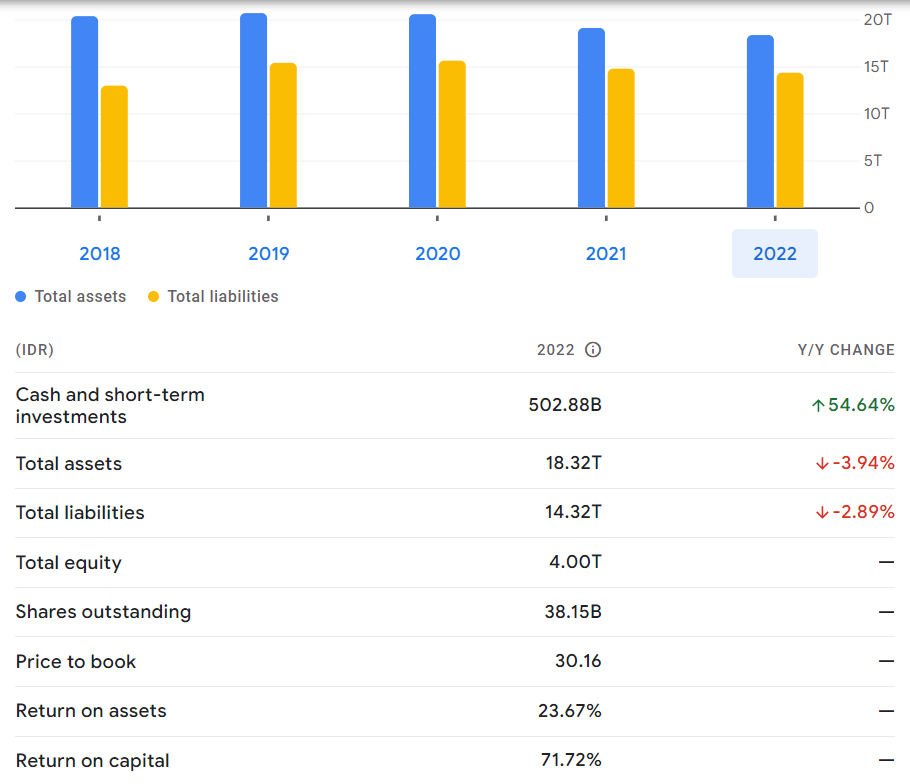 20T
15T
10T
5T
0
2018 2019 2020 2021 2022
Total assets Total liabilities
(IDR) 2022 Y/Y CHANGE
Cash and short-term
investments 502.88B ↑54.64%
Total assets 18.32T ↓-3.94%
Total liabilities 14.32T ↓-2.89%
Total equity 4.00T —
Shares outstanding 38.15B —
Price to book 30.16 —
Return on assets 23.67% —
Return on capital 71.72% —